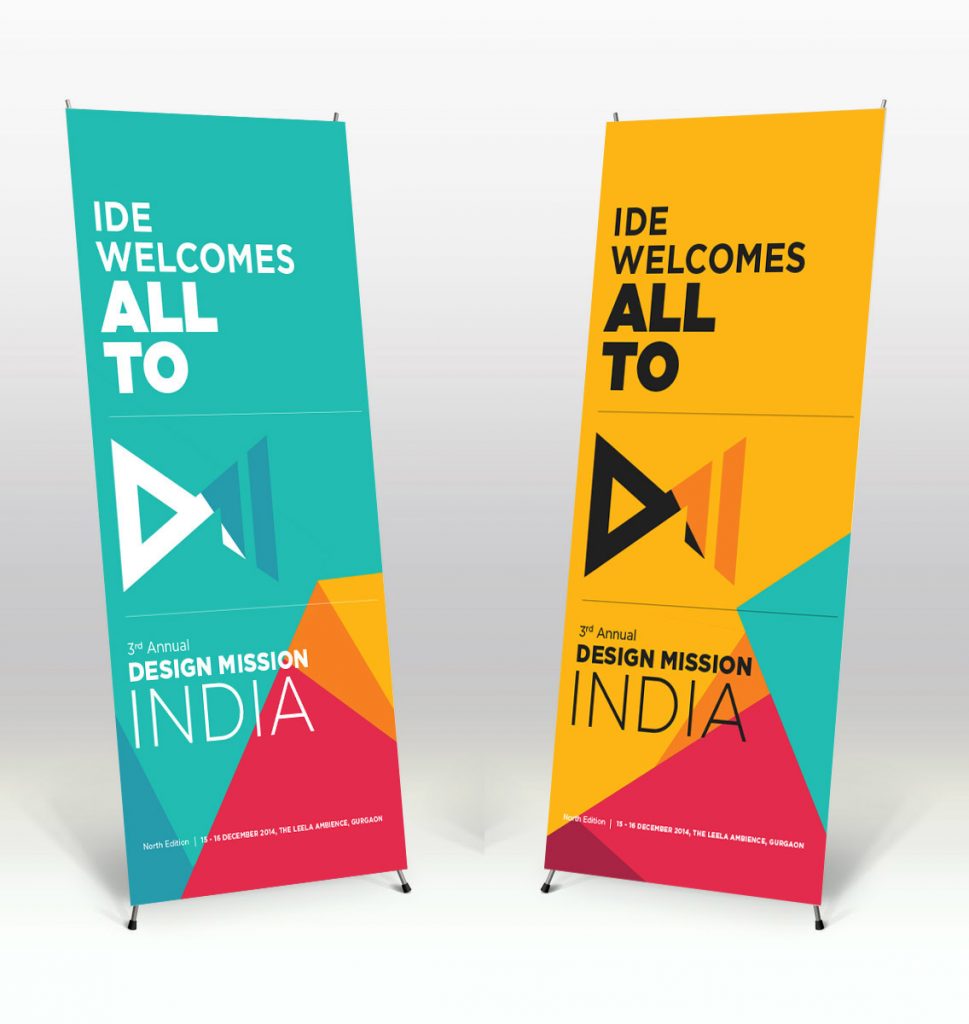 IDE
WELCOMES
ALL
TO
3rd Annual
DESIGN MISSION
INDIA
North Edition | 15 - 16 DECEMBER 2014, THE LEELA AMBIENCE, GURGAON
IDE
WELCOMES
ALL
TO
3rd Annual
DESIGN MISSION
INDIA
North Edition | 15 - 16 DECEMBER 2014, THE LEELA AMBIENCE, GURGAON